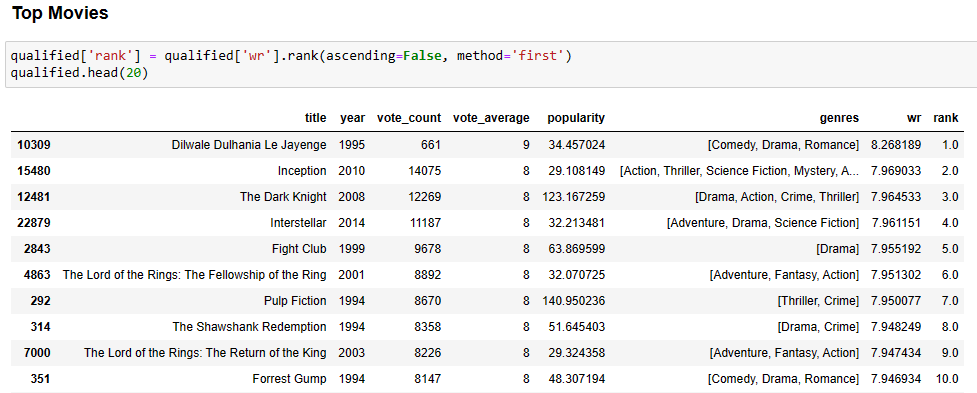 Top Movies
qualified['rank'] = qualified['wr'].rank(ascending=False, method='first')
qualified.head(20)
title year vote_count vote_average popularity genres wr rank
10309 Dilwale Dulhania Le Jayenge 1995 661 9 34.457024 [Comedy, Drama, Romance] 8.268189 1.0
15480 Inception 2010 14075 8 29.108149 [Action, Thriller, Science Fiction, Mystery, A... 7.969033 2.0
12481 The Dark Knight 2008 12269 8 123.167259 [Drama, Action, Crime, Thriller] 7.964533 3.0
22879 Interstellar 2014 11187 8 32.213481 [Adventure, Drama, Science Fiction] 7.961151 4.0
2843 Fight Club 1999 9678 8 63.869599 [Drama] 7.955192 5.0
4863 The Lord of the Rings: The Fellowship of the Ring 2001 8892 8 32.070725 [Adventure, Fantasy, Action] 7.951302 6.0
292 Pulp Fiction 1994 8670 8 140.950236 [Thriller, Crime] 7.950077 7.0
314 The Shawshank Redemption 1994 8358 8 51.645403 [Drama, Crime] 7.948249 8.0
7000 The Lord of the Rings: The Return of the King 2003 8226 8 29.324358 [Adventure, Fantasy, Action] 7.947434 9.0
351 Forrest Gump 1994 8147 8 48.307194 [Comedy, Drama, Romance] 7.946934 10.0